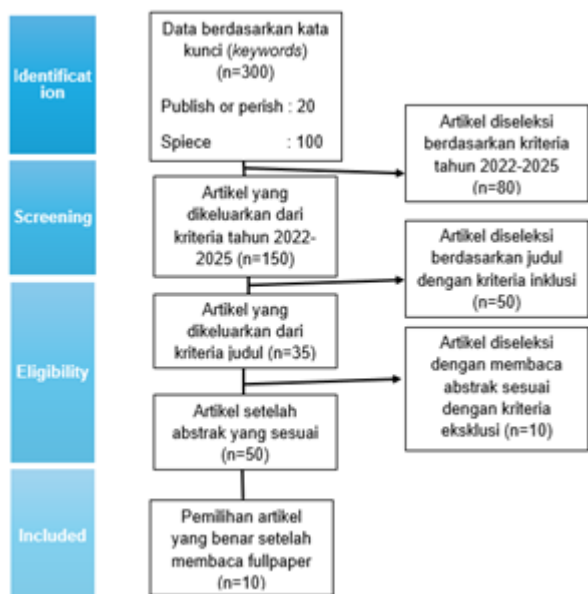 Identificat
ion
Data berdasarkan kata
kunci (keywords)
(n=300)
Publish or perish : 20
Spiece : 100
Artikel diseleksi
berdasarkan kriteria
tahun 2022-2025
(n=80)
Screening
Artikel yang
dikeluarkan dari
kriteria tahun 2022-
2025 (n=150)
Artikel diseleksi
berdasarkan judul
dengan kriteria inklusi
(n=50)
Eligibility
Artikel yang
dikeluarkan dari
kriteria judul (n=35)
Artikel diseleksi
dengan membaca
abstrak sesuai
dengan kriteria
eksklusi (n=10)
Artikel setelah
abstrak yang sesuai
(n=50)
Included
Pemilihan artikel
yang benar setelah
membaca fullpaper
(n=10)